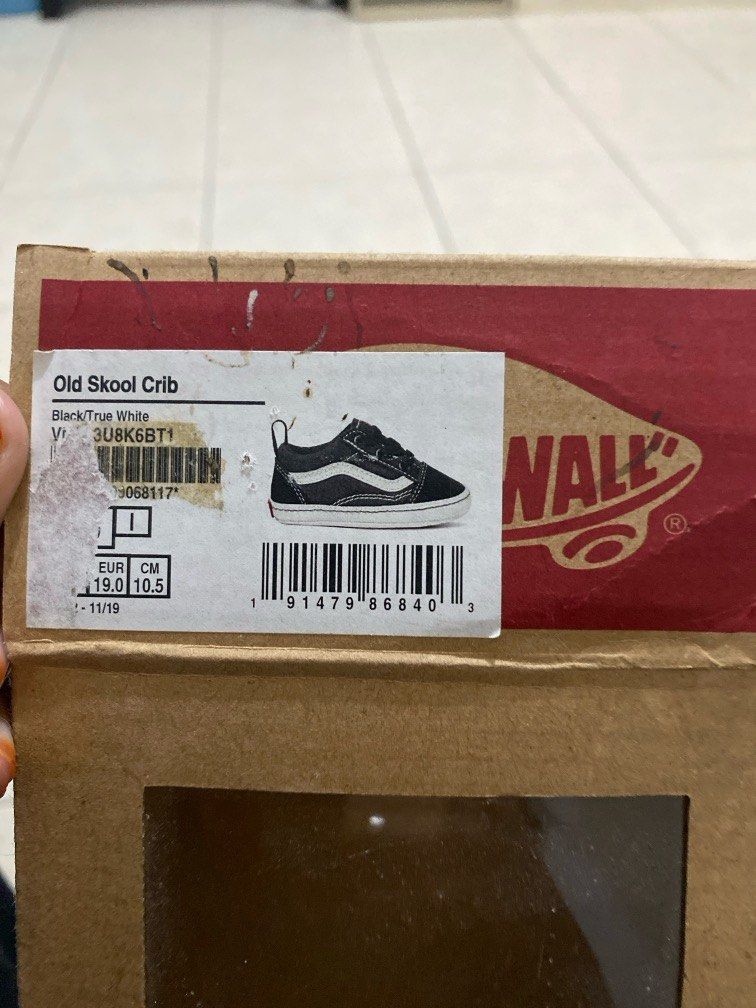 Old Skool Crib
Black/True White
3U8K6BT1
9068117*
I
EUR CM
19.0 10.5
- 11/19
1 91479 86840 3
WALL"
®